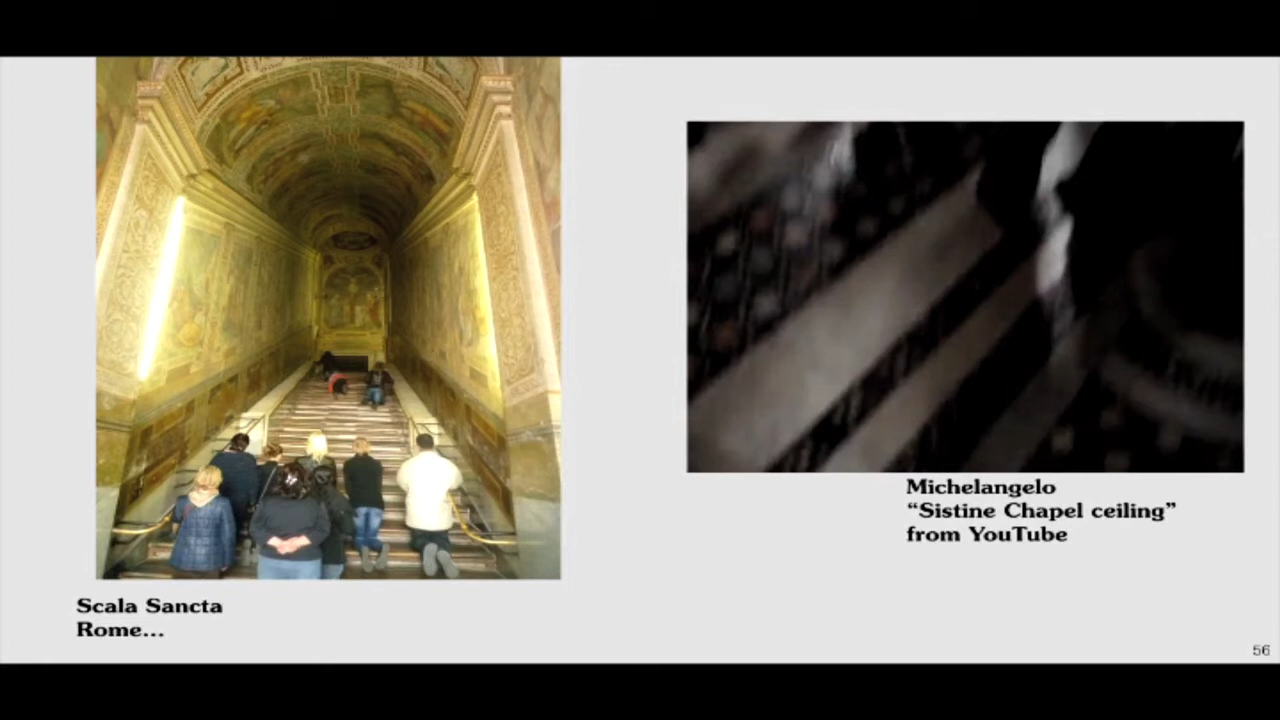 Scala Sancta
Rome...
Michelangelo
“Sistine Chapel ceiling”
from YouTube
56